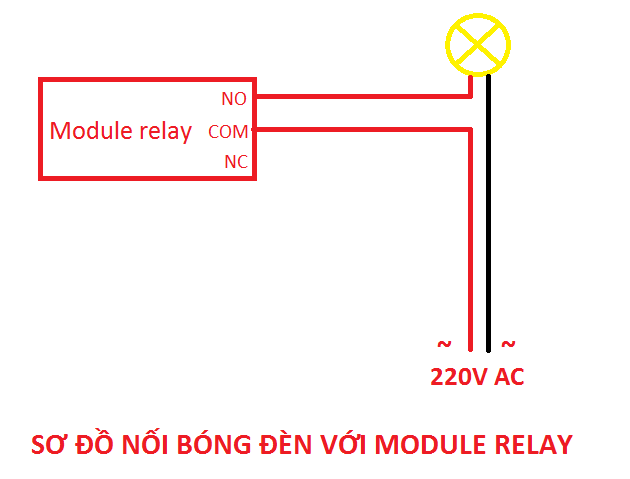 NO
Module relay COM
NC
~ ~
220V AC
SƠ ĐỒ NỐI BÓNG ĐÈN VỚI MODULE RELAY